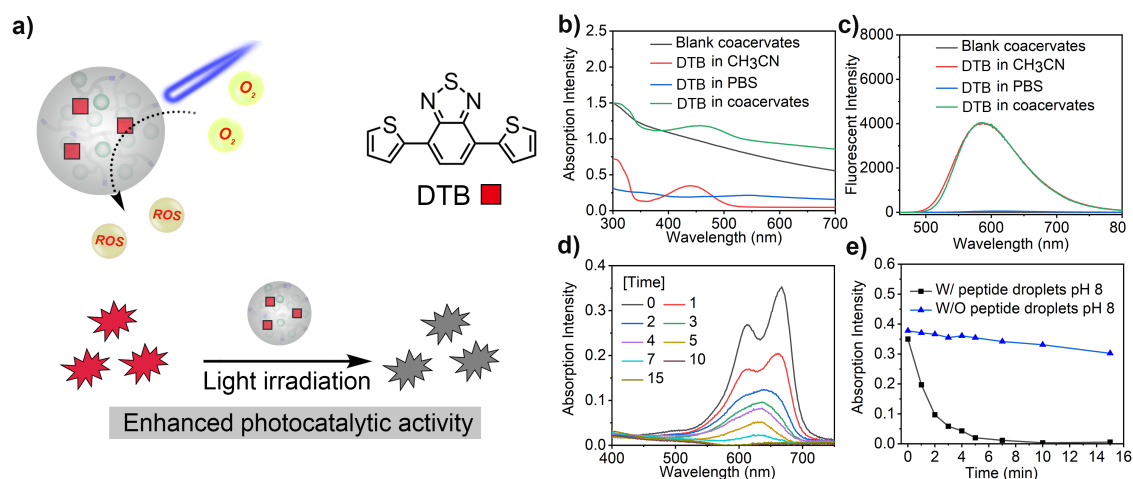 a)
O2
O2
ROS
ROS
S
N N
S S
DTB
Light irradiation
Enhanced photocatalytic activity
b)
2.5
2.0
1.5
1.0
0.5
0.0
300 400 500 600 700
Wavelength (nm)
Absorption Intensity
Blank coacervates
DTB in CH3CN
DTB in PBS
DTB in coacervates
c)
8000
6000
4000
2000
0
500 600 700 80
Wavelength (nm)
Fluorescent Intensity
Blank coacervates
DTB in CH3CN
DTB in PBS
DTB in coacervates
d)
0.4
0.3
0.2
0.1
0.0
400 500 600 700
Wavelength (nm)
Absorption Intensity
[Time]
0 1
2 3
4 5
7 10
15
e)
0.6
0.5
0.4
0.3
0.2
0.1
0.0
0 2 4 6 8 10 12 14 16
Time (min)
Absorption Intensity
W/ peptide droplets pH 8
W/O peptide droplets pH 8